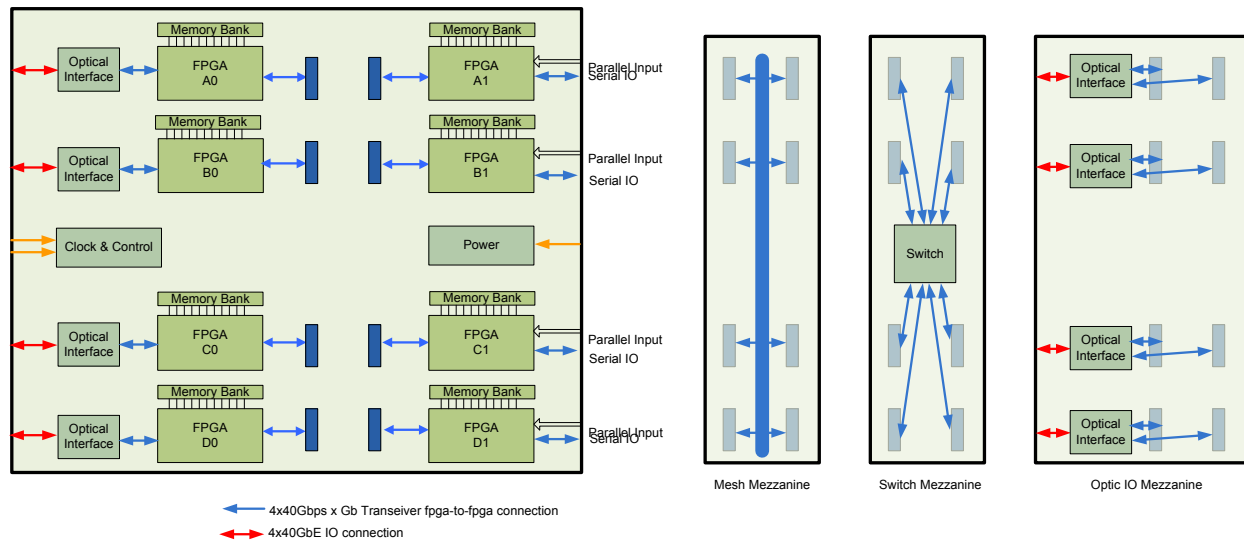 Memory Bank
Memory Bank
Optical
Interface
FPGA
A0
FPGA
A1
Parallel Input
Serial IO
Memory Bank
Memory Bank
Optical
Interface
FPGA
B0
FPGA
B1
Parallel Input
Serial IO
Clock & Control
Power
Memory Bank
Memory Bank
Optical
Interface
FPGA
C0
FPGA
C1
Parallel Input
Serial IO
Memory Bank
Memory Bank
Optical
Interface
FPGA
D0
FPGA
D1
Parallel Input
Serial IO
Switch
Optical
Interface
Optical
Interface
Optical
Interface
Optical
Interface
Mesh Mezzanine
Switch Mezzanine
Optic IO Mezzanine
4x40Gbps x Gb Transeiver fpga-to-fpga connection
4x40GbE IO connection